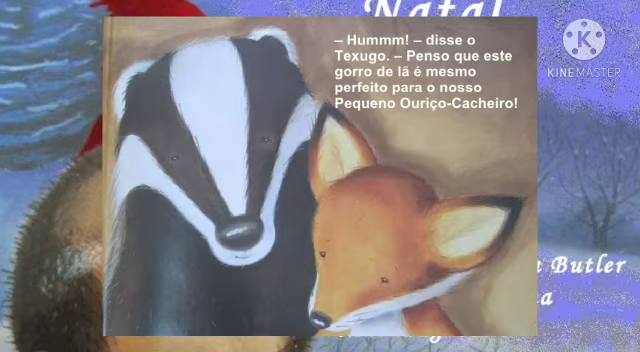 Natal
– Hummm! – disse o
Texugo. – Penso que este
gorro de lã é mesmo
perfeito para o nosso
Pequeno Ouriço-Cacheiro!
KINEMASTER
Butler